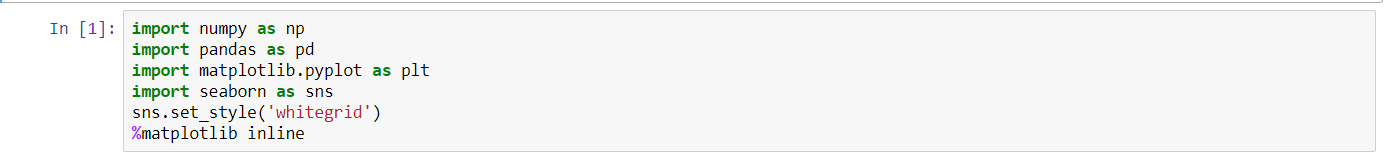 In [1]: import numpy as np
import pandas as pd
import matplotlib.pyplot as plt
import seaborn as sns
sns.set_style('whitegrid')
%matplotlib inline